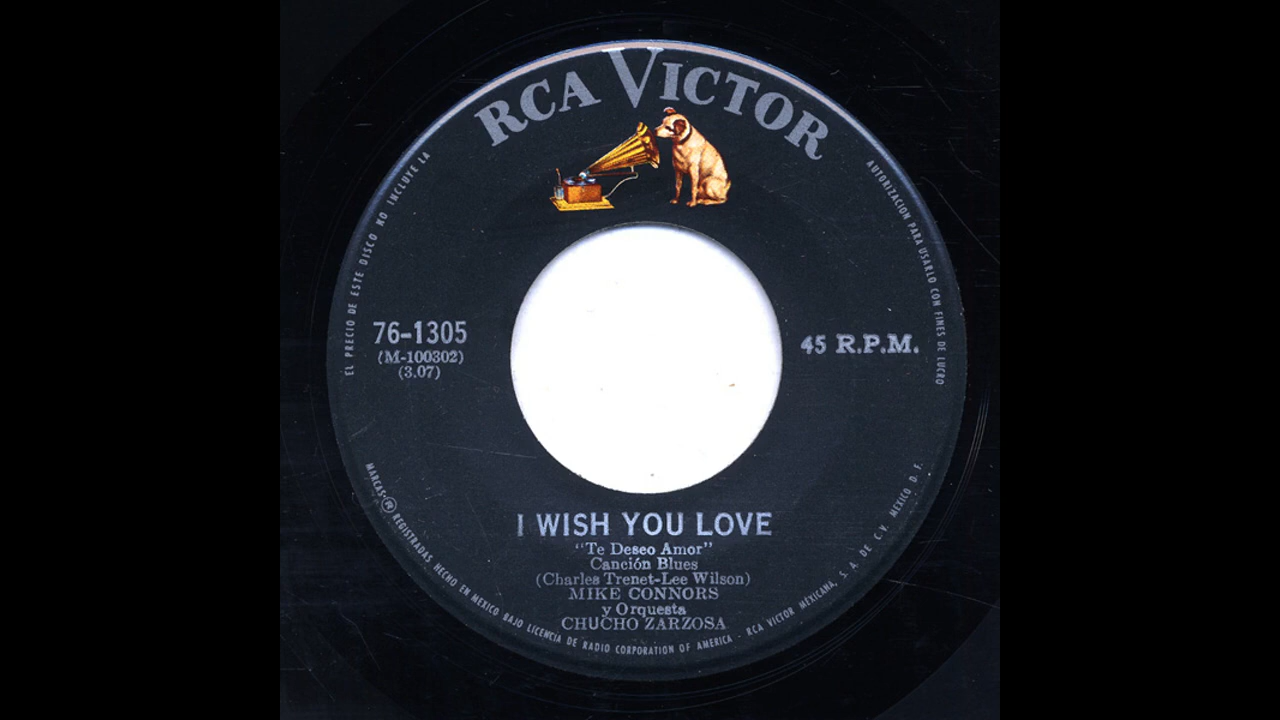 RCA VICTOR
EL PRECIO DE ESTE DISCO NO INCLUYE LA
AUTORIZACION PARA USARLO CON FINES DE LUCRO
76-1305
(M-100302)
(3.07)
45 R.P.M.
I WISH YOU LOVE
"Te Deseo Amor"
Canción Blues
(Charles Trenet-Lee Wilson)
MIKE CONNORS
y Orquesta
CHUCHO ZARZOSA
MARCAS ® REGISTRADAS HECHO EN MEXICO BAJO LICENCIA DE RADIO CORPORATION OF AMERICA - RCA VICTOR MEXICANA, S. A. DE C.V. MEXICO D. F.